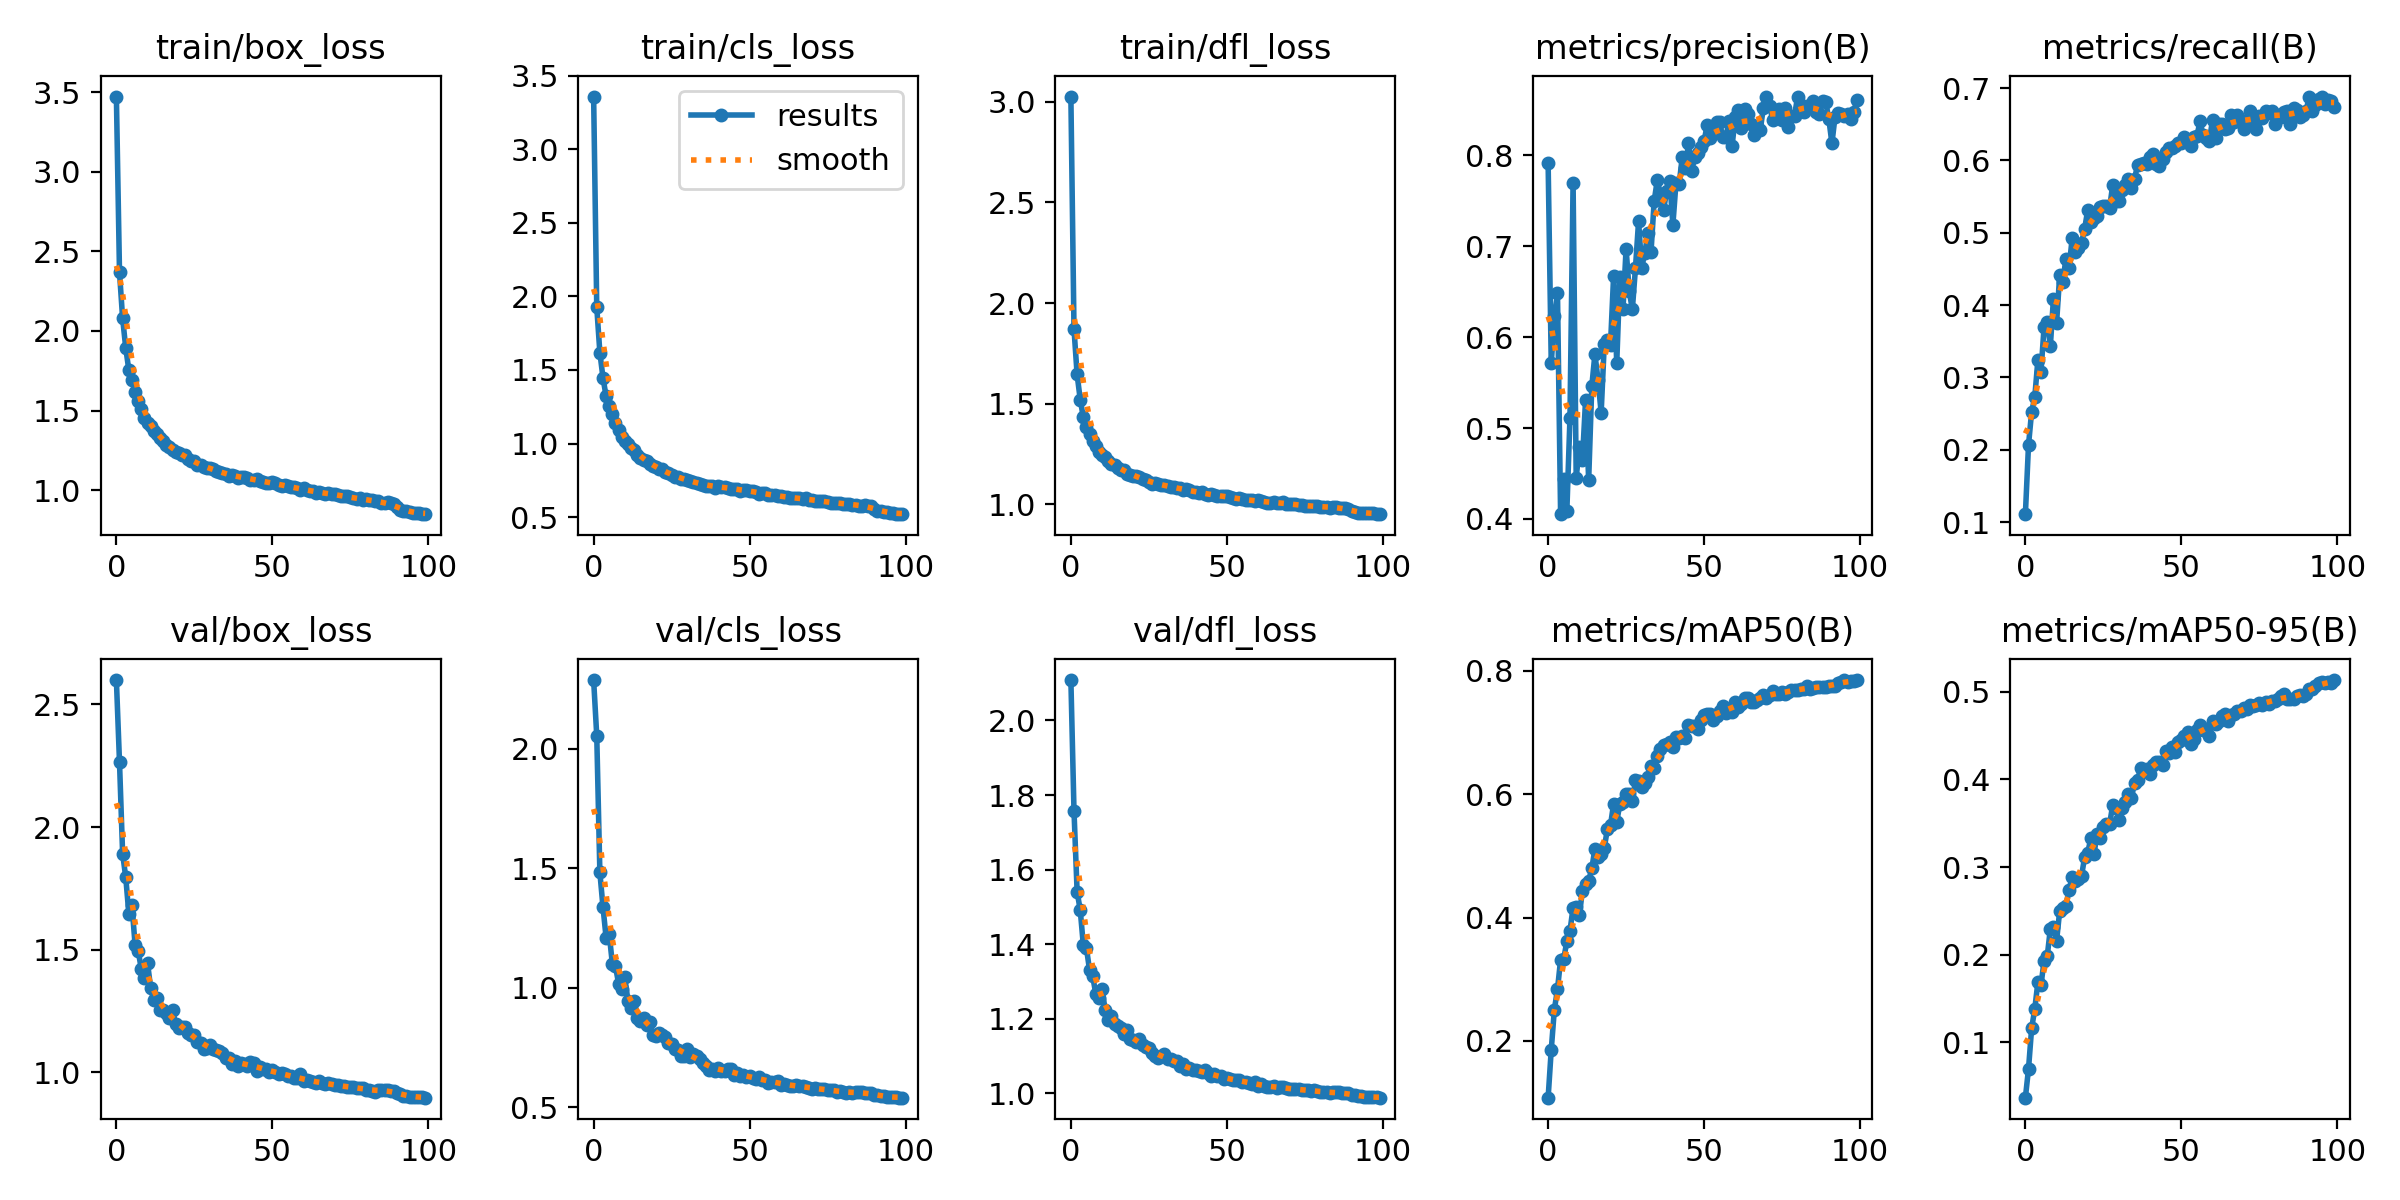 train/box_loss
3.5
3.0
2.5
2.0
1.5
1.0
0 50 100
train/cls_loss
results
smooth
3.5
3.0
2.5
2.0
1.5
1.0
0.5
0 50 100
train/dfl_loss
3.0
2.5
2.0
1.5
1.0
0 50 100
metrics/precision(B)
0.8
0.7
0.6
0.5
0.4
0 50 100
metrics/recall(B)
0.7
0.6
0.5
0.4
0.3
0.2
0.1
0 50 100
val/box_loss
2.5
2.0
1.5
1.0
0 50 100
val/cls_loss
2.0
1.5
1.0
0.5
0 50 100
val/dfl_loss
2.0
1.8
1.6
1.4
1.2
1.0
0 50 100
metrics/mAP50(B)
0.8
0.6
0.4
0.2
0 50 100
metrics/mAP50-95(B)
0.5
0.4
0.3
0.2
0.1
0 50 100